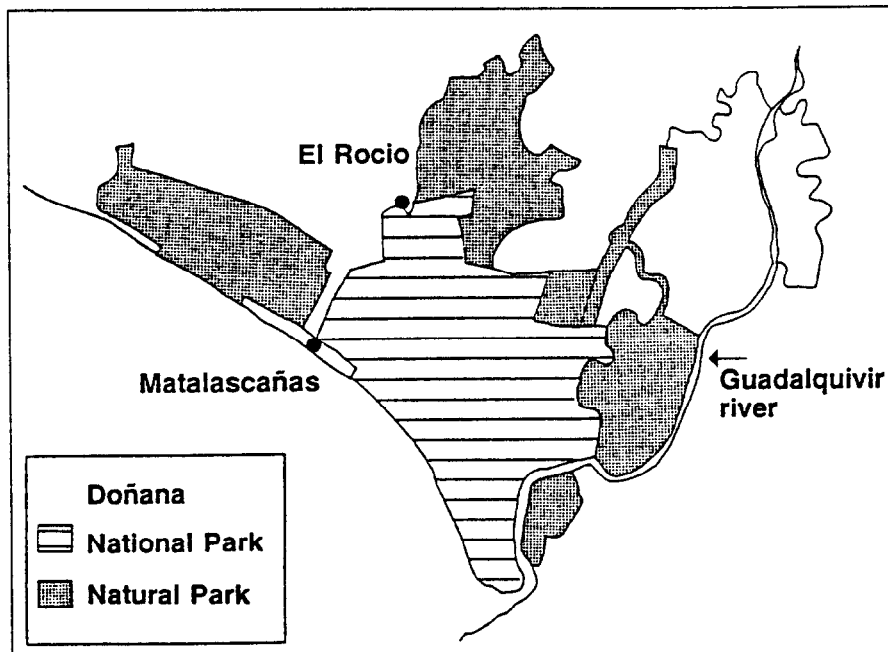 El Rocio
Matalascañas
Guadalquivir
river
Doñana
National Park
Natural Park